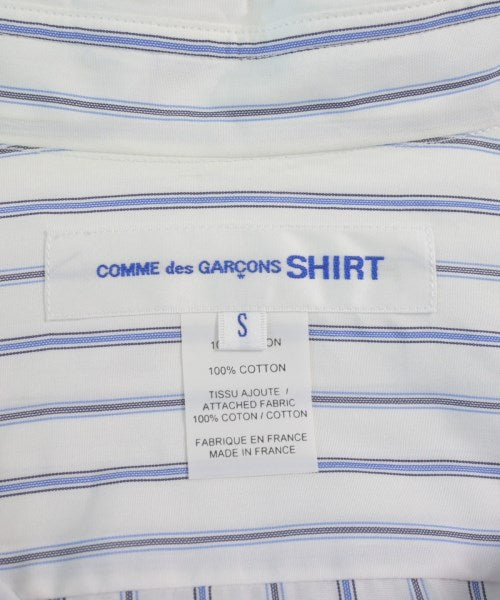 COMME des GARÇONS SHIRT
S
100% COTTON
TISSU AJOUTE /
ATTACHED FABRIC
100% COTON / COTTON
FABRIQUE EN FRANCE
MADE IN FRANCE